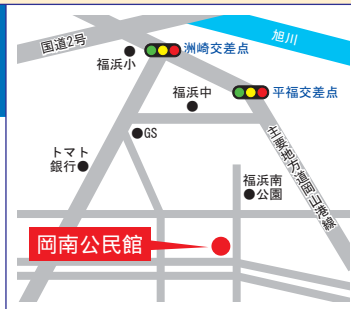 国道2号
旭川
洲崎交差点
福浜小
福浜中
平福交差点
GS
トマト
銀行
主要地方道岡山港線
福浜南
公園
岡南公民館